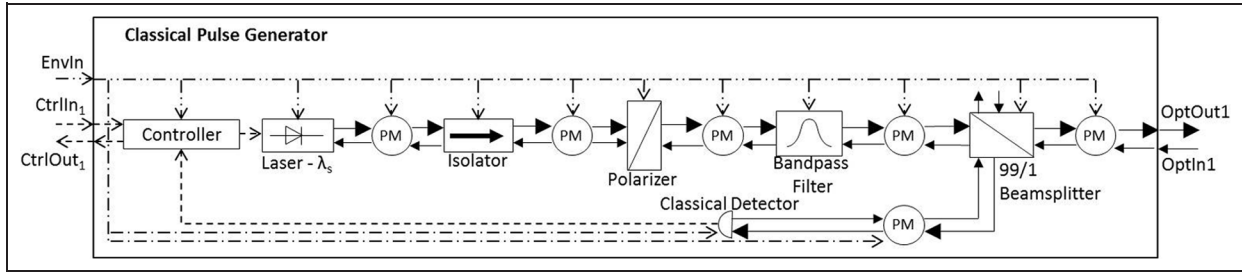 Classical Pulse Generator
EnvIn
CtrlIn1
CtrlOut1
Controller
Laser - λs
PM
Isolator
PM
Polarizer
PM
Bandpass
Filter
PM
99/1
Beamsplitter
PM
OptOut1
OptIn1
Classical Detector
PM